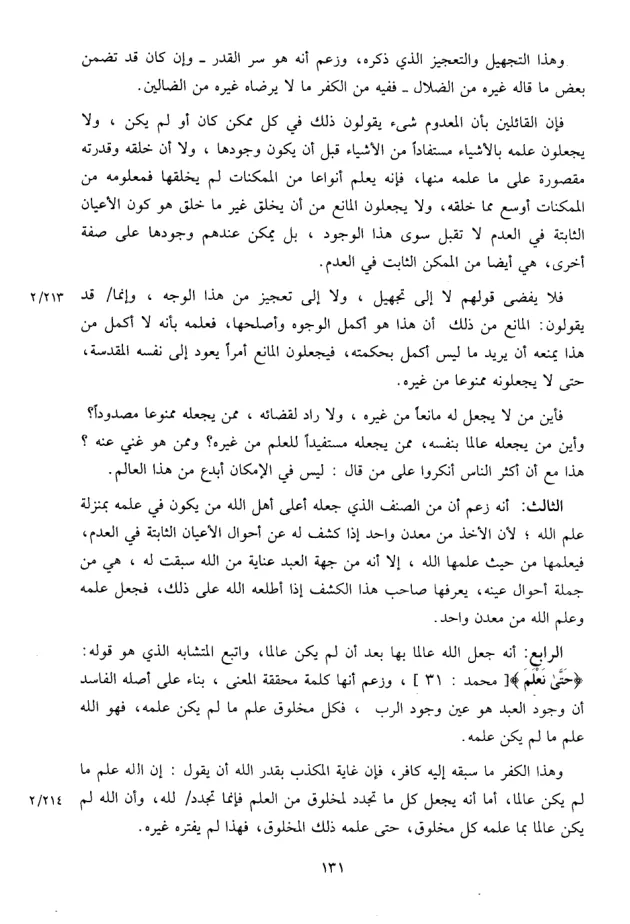 وهذا التجهيل والتعجيز الذي ذكره، وزعم أنه هو سر القدر ـ وإن كان قد تضمن
بعض ما قاله غيره من الضلال ـ ففيه من الكفر ما لا يرضاه غيره من الضالين.
فإن القائلين بأن المعدوم شىء يقولون ذلك في كل ممكن كان أو لم يكن ، ولا
يجعلون علمه بالأشياء مستفاداً من الأشياء قبل أن يكون وجودها ، ولا أن خلقه وقدرته
مقصورة على ما علمه منها، فإنه يعلم أنواعا من الممكنات لم يخلقها فمعلومه من
الممكنات أوسع مما خلقه، ولا يجعلون المانع من أن يخلق غير ما خلق هو كون الأعيان
الثابتة في العدم لا تقبل سوى هذا الوجود ، بل يمكن عندهم وجودها على صفة
أخرى، هي أيضا من الممكن الثابت في العدم.
فلا يفضى قولهم لا إلى تجهيل ، ولا إلى تعجيز من هذا الوجه ، وإنما/ قد ٢/٢١٣
يقولون: المانع من ذلك أن هذا هو أكمل الوجوه وأصلحها، فعلمه بأنه لا أكمل من
هذا يمنعه أن يريد ما ليس أكمل بحكمته، فيجعلون المانع أمراً يعود إلى نفسه المقدسة،
حتى لا يجعلونه ممنوعا من غيره.
فأين من لا يجعل له مانعاً من غيره ، ولا راد لقضائه ، ممن يجعله ممنوعا مصدوداً؟
وأين من يجعله عالما بنفسه، ممن يجعله مستفيداً للعلم من غيره؟ وممن هو غني عنه ؟
هذا مع أن أكثر الناس أنكروا على من قال : ليس في الإمكان أبدع من هذا العالم.
الثالث: أنه زعم أن من الصنف الذي جعله أعلى أهل الله من يكون في علمه بمنزلة
علم الله ؛ لأن الأخذ من معدن واحد إذا كشف له عن أحوال الأعيان الثابتة في العدم،
فيعلمها من حيث علمها الله ، إلا أنه من جهة العبد عناية من الله سبقت له ، هي من
جملة أحوال عينه، يعرفها صاحب هذا الكشف إذا أطلعه الله على ذلك، فجعل علمه
وعلم الله من معدن واحد.
الرابع: أنه جعل الله عالما بها بعد أن لم يكن عالما، واتبع المتشابه الذي هو قوله:
﴿حَتَّىٰ نَعْلَمَ﴾[ محمد : ٣١ ] ، وزعم أنها كلمة محققة المعنى ، بناء على أصله الفاسد
أن وجود العبد هو عين وجود الرب ، فكل مخلوق علم ما لم يكن علمه، فهو الله
علم ما لم يكن علمه.
وهذا الكفر ما سبقه إليه كافر، فإن غاية المكذب بقدر الله أن يقول : إن الله علم ما
لم يكن عالما، أما أنه يجعل كل ما تجدد لمخلوق من العلم فإنما تجدد/ لله، وأن الله لم ٢/٢١٤
يكن عالما بما علمه كل مخلوق، حتى علمه ذلك المخلوق، فهذا لم يفتره غيره.
١٣١